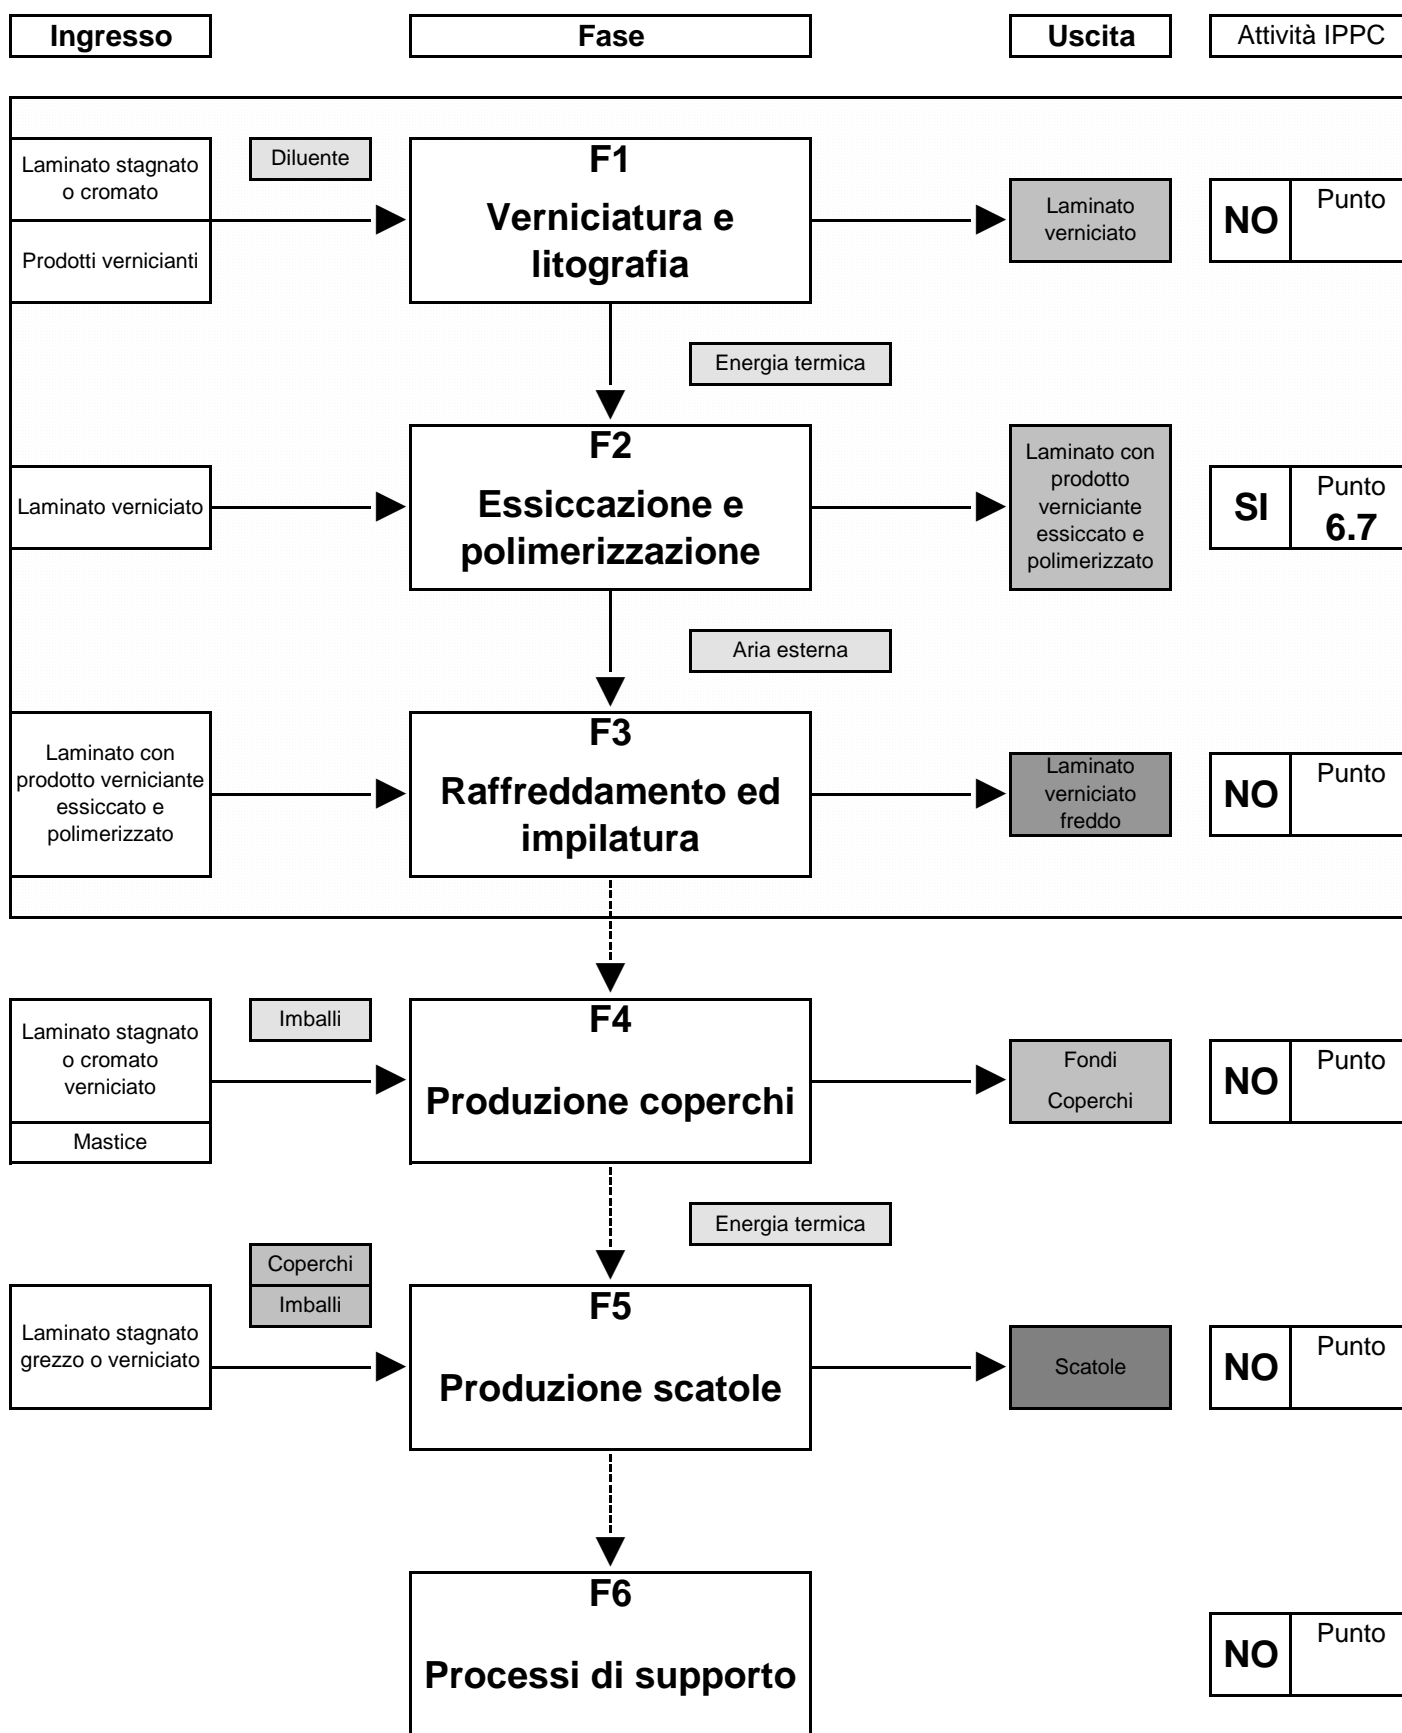 Ingresso
Fase
Uscita
Attività IPPC
Laminato stagnato
o cromato
Prodotti vernicianti
Diluente
F1
Verniciatura e
litografia
Laminato
verniciato
NO
Punto
Energia termica
Laminato verniciato
F2
Essiccazione e
polimerizzazione
Laminato con
prodotto
verniciante
essiccato e
polimerizzato
SI
Punto
6.7
Aria esterna
Laminato con
prodotto verniciante
essiccato e
polimerizzato
F3
Raffreddamento ed
impilatura
Laminato
verniciato
freddo
NO
Punto
Laminato stagnato
o cromato
verniciato
Mastice
Imballi
F4
Produzione coperchi
Fondi
Coperchi
NO
Punto
Energia termica
Laminato stagnato
grezzo o verniciato
Coperchi
Imballi
F5
Produzione scatole
Scatole
NO
Punto
F6
Processi di supporto
NO
Punto